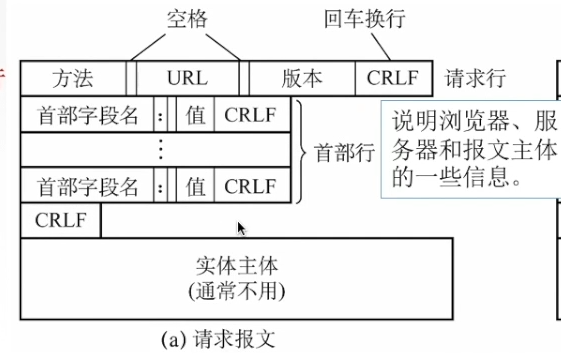 空格
回车换行
方法 URL 版本 CRLF 请求行
首部字段名 : 值 CRLF
⋮
首部字段名 : 值 CRLF
首部行
说明浏览器、服
务器和报文主体
的一些信息。
CRLF
实体主体
(通常不用)
(a) 请求报文